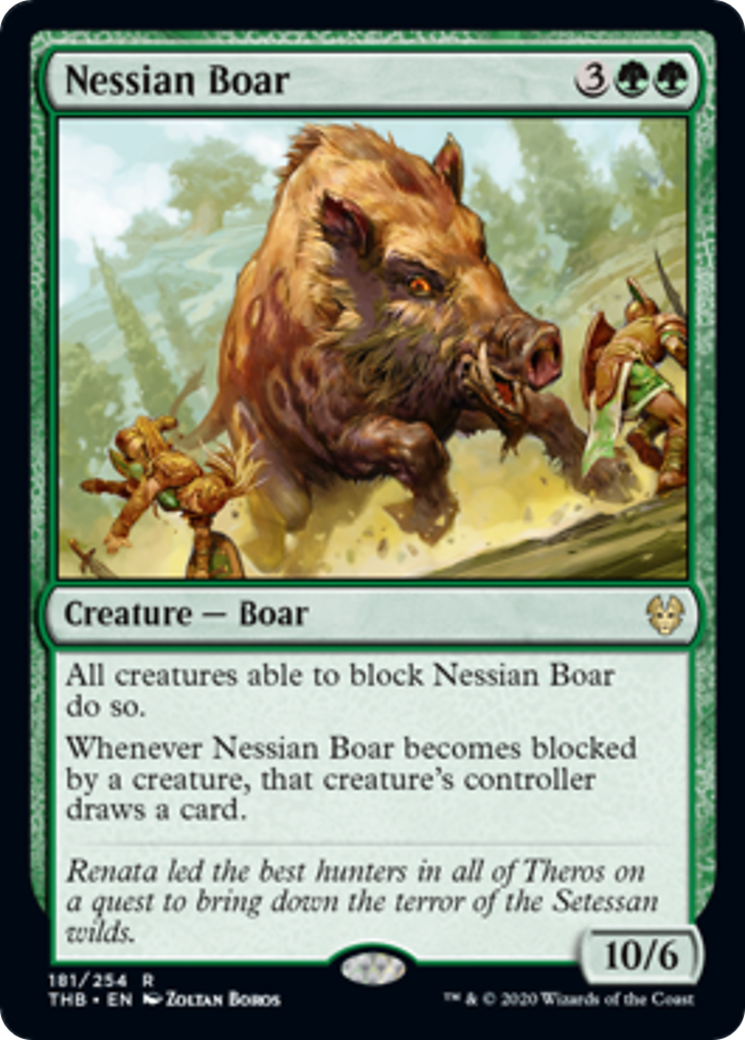 Nessian Boar 3
Creature — Boar
All creatures able to block Nessian Boar
do so.
Whenever Nessian Boar becomes blocked
by a creature, that creature's controller
draws a card.
Renata led the best hunters in all of Theros on
a quest to bring down the terror of the Setessan
wilds.
10/6
181/254 R
THB • EN Zoltan Boros
™ & © 2020 Wizards of the Coast